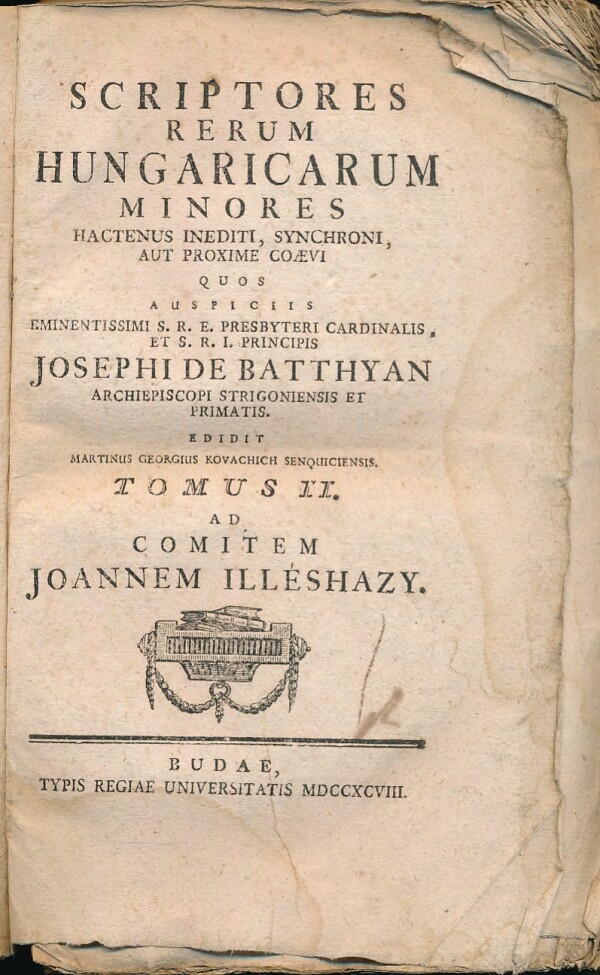 SCRIPTORES
RERUM
HUNGARICARUM
MINORES
HACTENUS INEDITI, SYNCHRONI,
AUT PROXIME COÆVI
QUOS
AUSPICIIS
EMINENTISSIMI S. R. E. PRESBYTERI CARDINALIS,
ET S. R. I. PRINCIPIS
JOSEPHI DE BATTHYAN
ARCHIEPISCOPI STRIGONIENSIS ET
PRIMATIS.
EDIDIT
MARTINUS GEORGIUS KOVACHICH SENQUICIENSIS.
TOMUS II.
AD
COMITEM
JOANNEM ILLÉSHAZY.
BUDAE,
TYPIS REGIAE UNIVERSITATIS MDCCXCVIII.